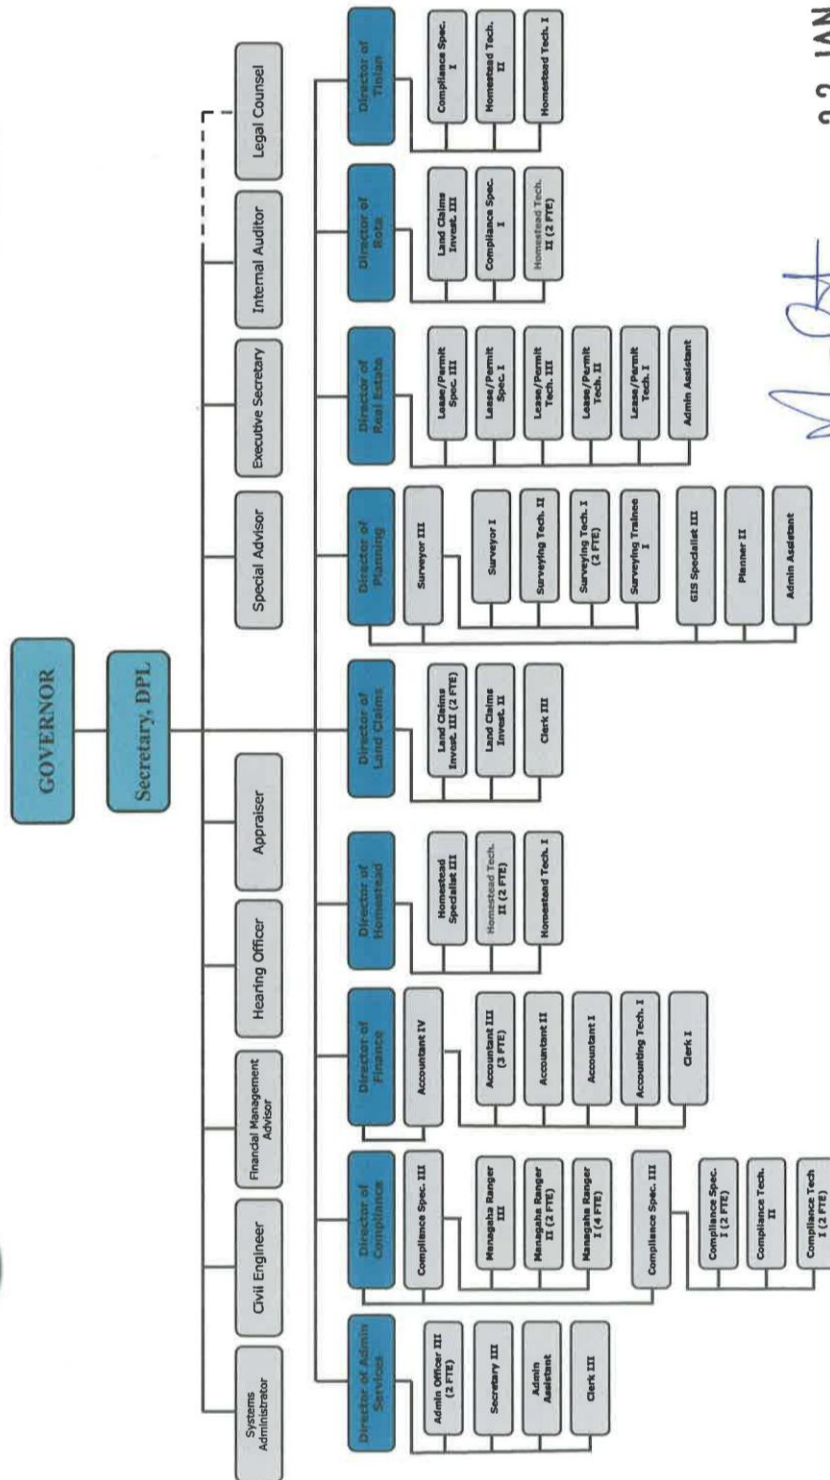 GOVERNOR
Secretary, DPL
Systems
Administrator
Civil Engineer
Financial Management
Advisor
Hearing Officer
Appraiser
Special Advisor
Executive Secretary
Internal Auditor
Legal Counsel
Director of Admin
Services
Admin Officer III
(2 FTE)
Secretary III
Admin
Assistant
Clerk III
Director of
Compliance
Compliance Spec. III
Managaha Ranger
III
Managaha Ranger
II (2 FTE)
Managaha Ranger
I (4 FTE)
Compliance Spec. III
Compliance Spec.
I (2 FTE)
Compliance Tech.
II
Compliance Tech
I (2 FTE)
Director of
Finance
Accountant IV
Accountant III
(3 FTE)
Accountant II
Accountant I
Accounting Tech. I
Clerk I
Director of
Homestead
Homestead
Specialist III
Homestead Tech.
II (2 FTE)
Homestead Tech. I
Director of
Land Claims
Land Claims
Invest. III (2 FTE)
Land Claims
Invest. II
Clerk III
Director of
Planning
Surveyor III
Surveyor I
Surveying Tech. II
Surveying Tech. I
(2 FTE)
Surveying Trainee
I
GIS Specialist III
Planner II
Admin Assistant
Director of
Real Estate
Lease/Permit
Spec. III
Lease/Permit
Spec. I
Lease/Permit
Tech. III
Lease/Permit
Tech. II
Lease/Permit
Tech. I
Admin Assistant
Director of
Rota
Land Claims
Invest. III
Compliance Spec.
I
Homestead Tech.
II (2 FTE)
Director of
Tinian
Compliance Spec.
I
Homestead Tech.
II
Homestead Tech. I
JAN